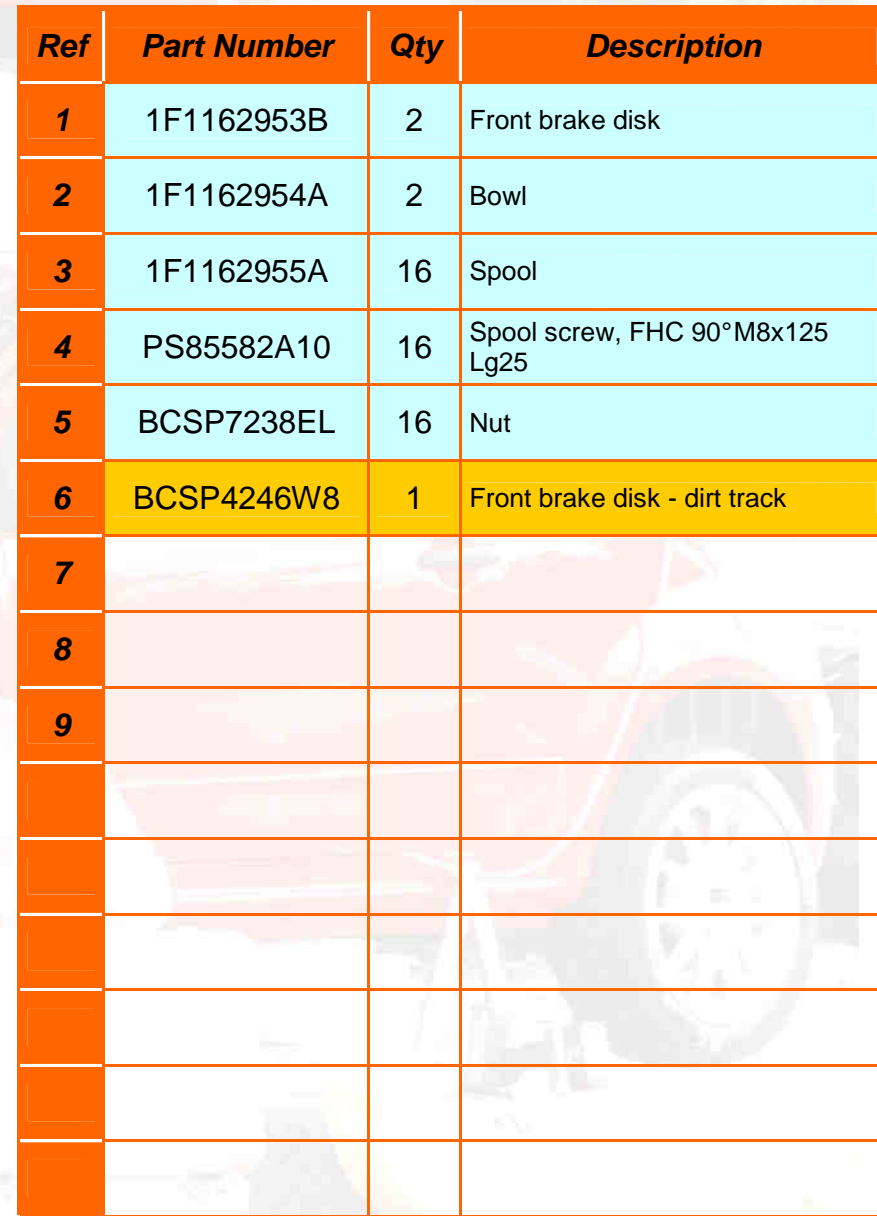 Ref Part Number Qty Description
1 1F1162953B 2 Front brake disk
2 1F1162954A 2 Bowl
3 1F1162955A 16 Spool
4 PS85582A10 16 Spool screw, FHC 90°M8x125
Lg25
5 BCSP7238EL 16 Nut
6 BCSP4246W8 1 Front brake disk - dirt track
7
8
9